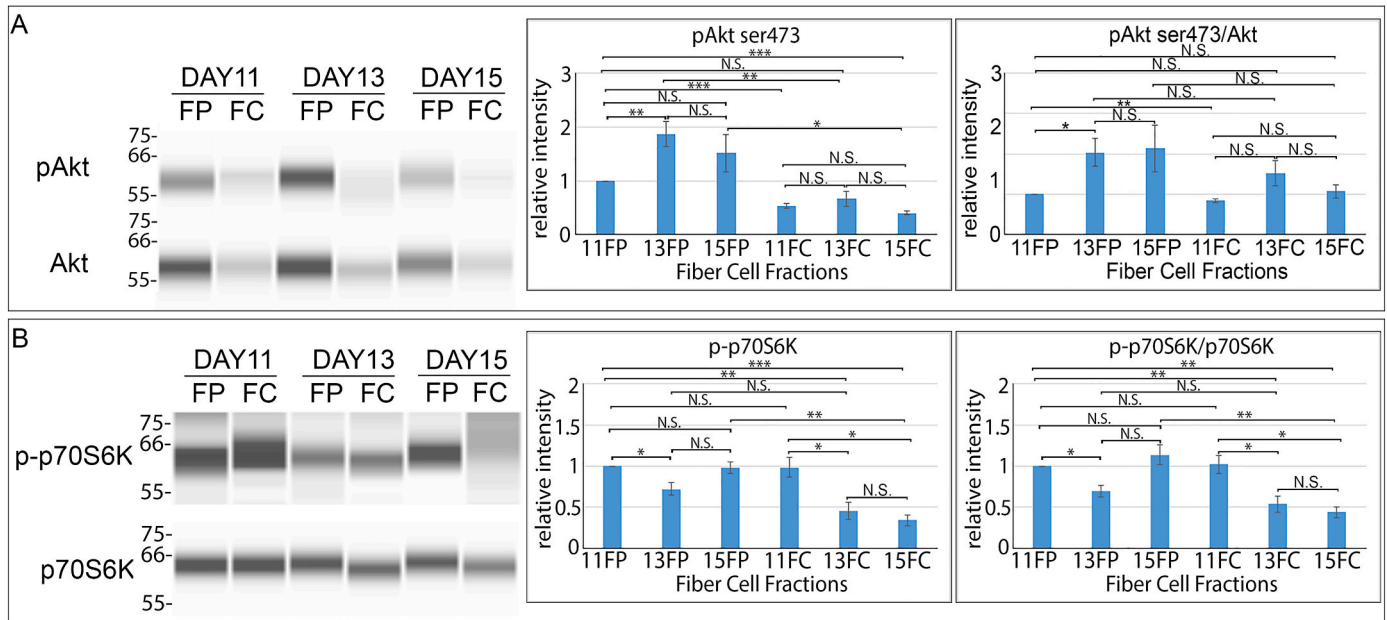 A
DAY11 DAY13 DAY15
FP FC FP FC FP FC
75-
66-
pAkt
55-
75-
66-
Akt
55-
pAkt ser473
***
N.S.
**
***
N.S.
** N.S.
*
N.S.
N.S. N.S.
relative intensity
3
2
1
0
11FP 13FP 15FP 11FC 13FC 15FC
Fiber Cell Fractions
pAkt ser473/Akt
N.S.
N.S.
N.S.
N.S.
**
N.S.
*
N.S.
N.S. N.S.
relative intensity
3
2
1
0
11FP 13FP 15FP 11FC 13FC 15FC
Fiber Cell Fractions
B
DAY11 DAY13 DAY15
FP FC FP FC FP FC
75-
66-
p-p70S6K
55-
75-
66-
p70S6K
55-
p-p70S6K
***
**
N.S.
N.S.
**
N.S.
*
N.S.
*
*
N.S.
relative intensity
2
1.5
1
0.5
0
11FP 13FP 15FP 11FC 13FC 15FC
Fiber Cell Fractions
p-p70S6K/p70S6K
**
**
N.S.
N.S.
**
N.S.
*
N.S.
*
*
N.S.
relative intensity
2
1.5
1
0.5
0
11FP 13FP 15FP 11FC 13FC 15FC
Fiber Cell Fractions